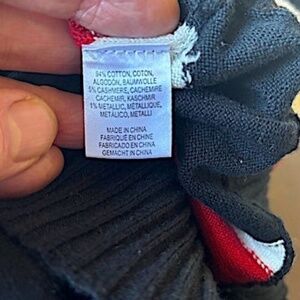 94% COTTON, COTON,
ALGODON, BAUMWOLLE
5% CASHMERE, CACHEMIRE
CACHEMIR, KASCHMIR
1% METALLIC, MÉTALLIQUE,
METÁLICO, METALLI
MADE IN CHINA
FABRIQUÉ EN CHINE
FABRICADO EN CHINA
GEMACHT IN CHINA